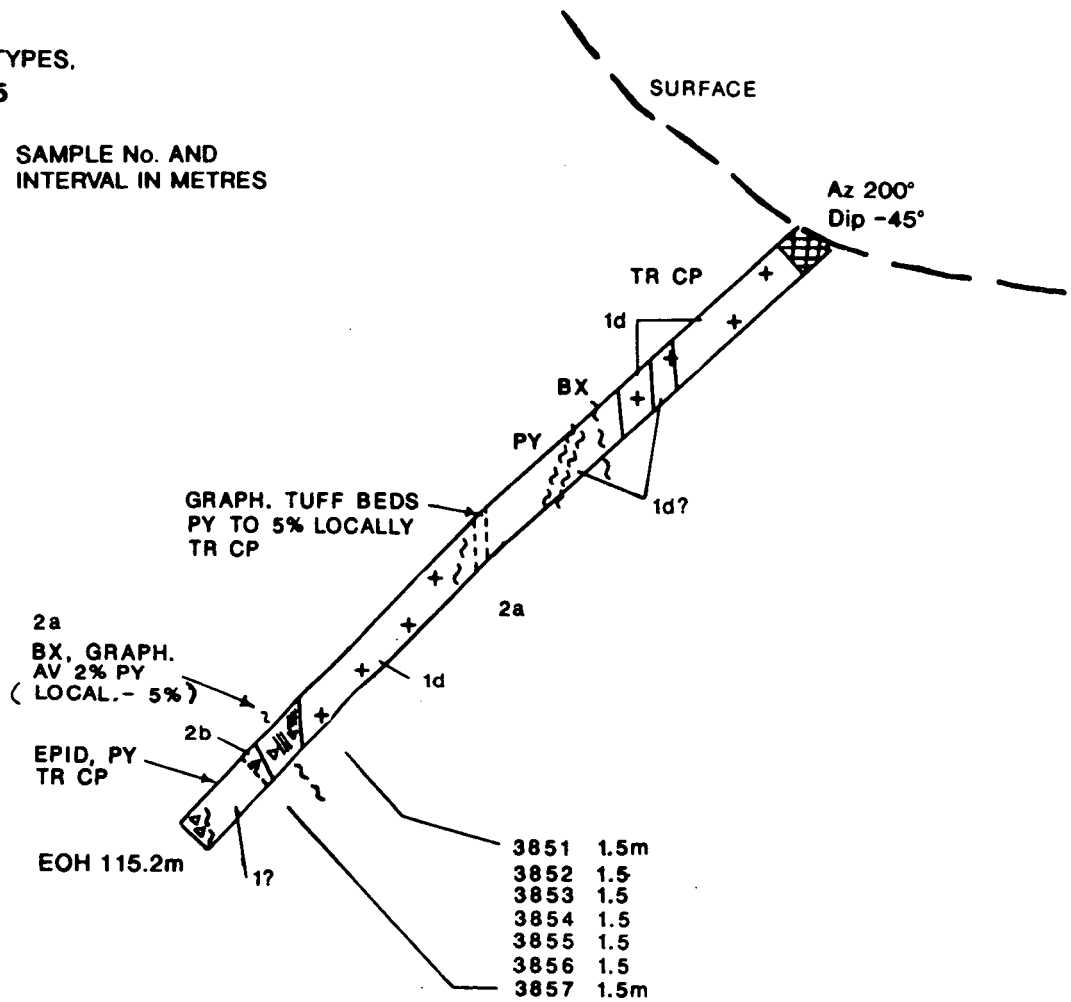 TYPES,
SAMPLE No. AND
INTERVAL IN METRES
SURFACE
Az 200°
Dip -45°
TR CP
1d
BX
PY
1d?
GRAPH. TUFF BEDS
PY TO 5% LOCALLY
TR CP
2a
2a
BX, GRAPH.
AV 2% PY
( LOCAL.- 5%)
1d
2b
EPID, PY
TR CP
EOH 115.2m
1?
3851 1.5m
3852 1.5
3853 1.5
3854 1.5
3855 1.5
3856 1.5
3857 1.5m